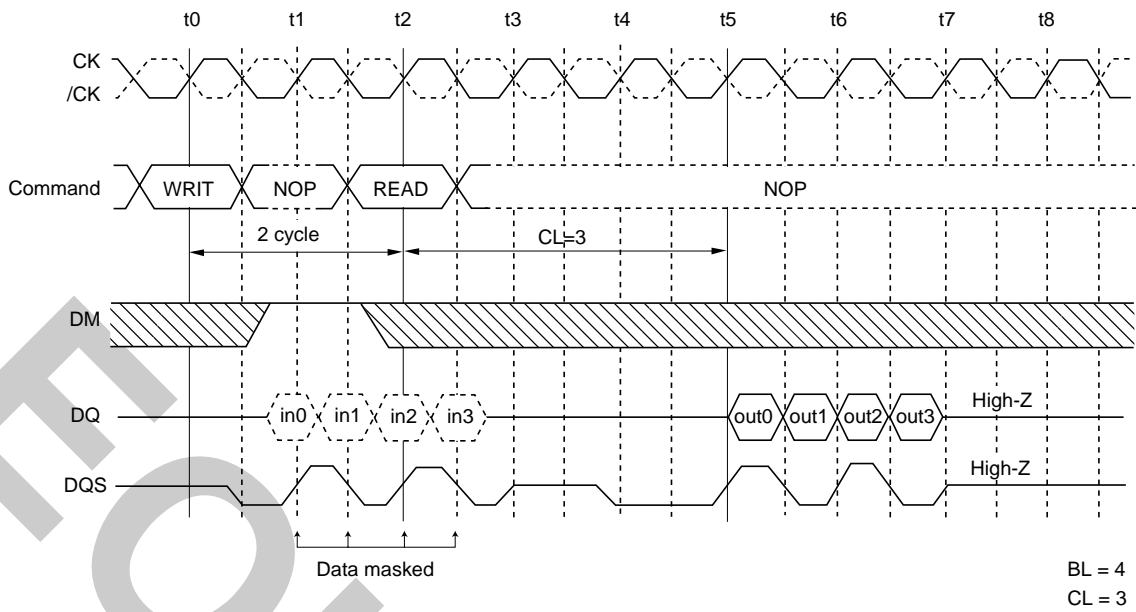 t0 t1 t2 t3 t4 t5 t6 t7 t8
CK
/CK
Command WRIT NOP READ NOP
2 cycle CL=3
DM
DQ in0 in1 in2 in3 out0 out1 out2 out3 High-Z
DQS High-Z
Data masked
BL = 4
CL = 3